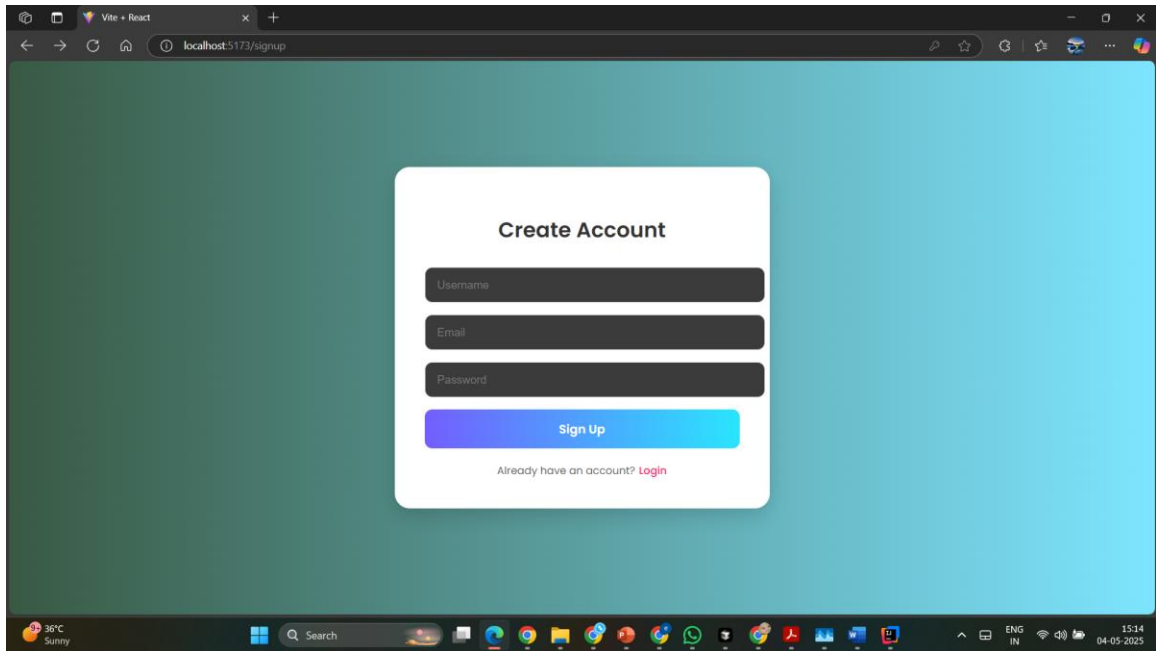 Vite + React
localhost:5173/signup
Create Account
Username
Email
Password
Sign Up
Already have an account? Login
9+
36°C
Sunny
Search
ENG
IN
15:14
04-05-2025